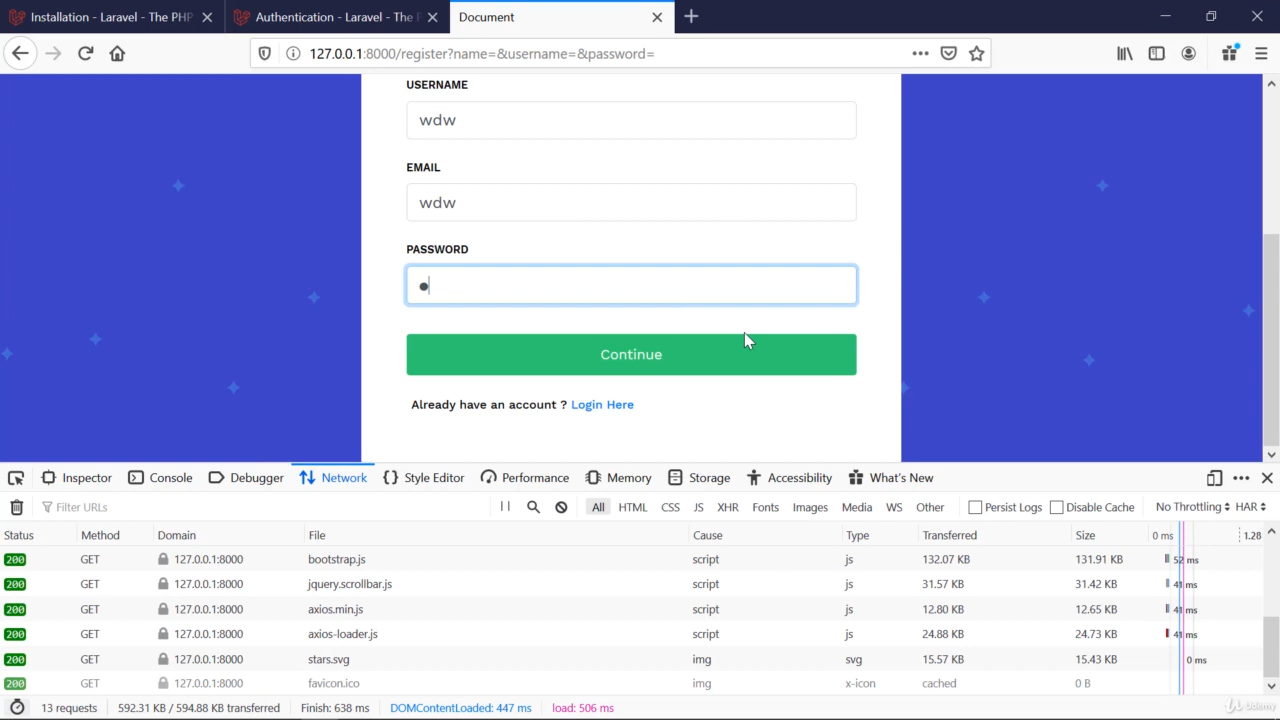 Installation - Laravel - The PHP
Authentication - Laravel - The P
Document
127.0.0.1:8000/register?name=&username=&password=
USERNAME
wdw
EMAIL
wdw
PASSWORD
Continue
Already have an account ? Login Here
Inspector Console Debugger Network Style Editor Performance Memory Storage Accessibility What's New
Filter URLs All HTML CSS JS XHR Fonts Images Media WS Other Persist Logs Disable Cache No Throttling HAR
Status Method Domain File Cause Transferred Type Size 0 ms 1.28
200 GET 127.0.0.1:8000 bootstrap.js script js 132.07 KB 131.91 KB 52 ms
200 GET 127.0.0.1:8000 jquery.scrollbar.js script js 31.57 KB 31.42 KB 41 ms
200 GET 127.0.0.1:8000 axios.min.js script js 12.80 KB 12.65 KB 41 ms
200 GET 127.0.0.1:8000 axios-loader.js script js 24.88 KB 24.73 KB 41 ms
200 GET 127.0.0.1:8000 stars.svg img svg 15.57 KB 15.43 KB 0 ms
200 GET 127.0.0.1:8000 favicon.ico img x-icon cached 0 B
13 requests 592.31 KB / 594.88 KB transferred Finish: 638 ms DOMContentLoaded: 447 ms load: 506 ms
Udemy